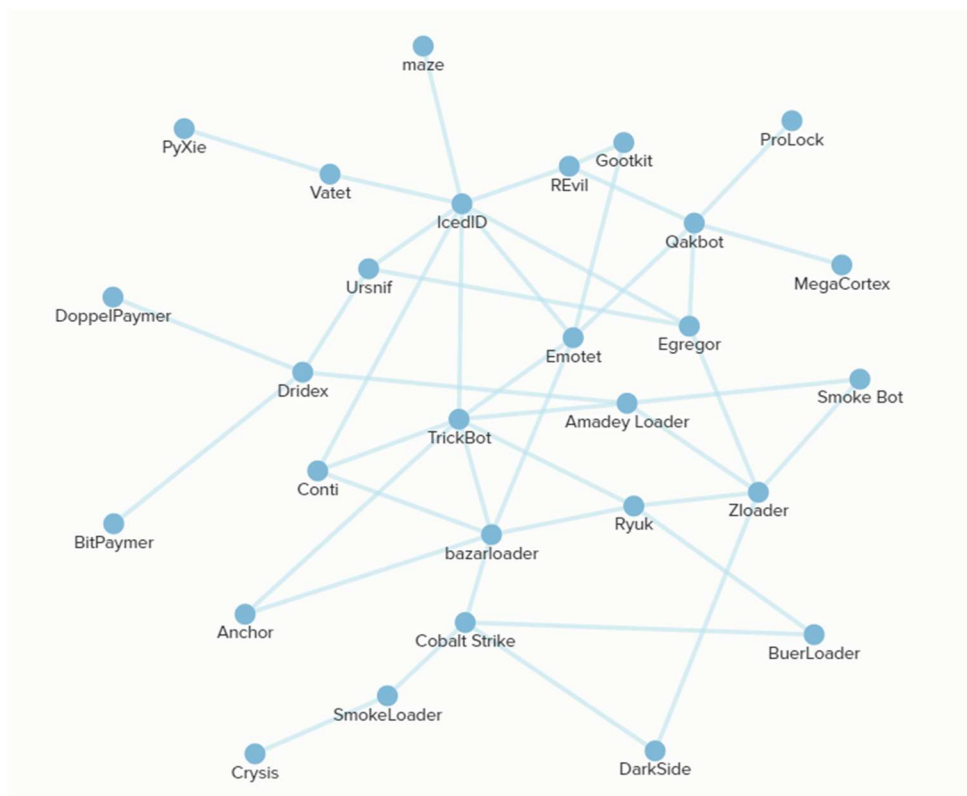 maze
PyXie
ProLock
Gootkit
REvil
Vatet
IcedID
Qakbot
MegaCortex
Ursnif
DoppelPaymer
Egregor
Emotet
Dridex
Smoke Bot
Amadey Loader
TrickBot
Conti
Zloader
Ryuk
BitPaymer
bazarloader
Anchor
Cobalt Strike
BuerLoader
SmokeLoader
DarkSide
Crysis